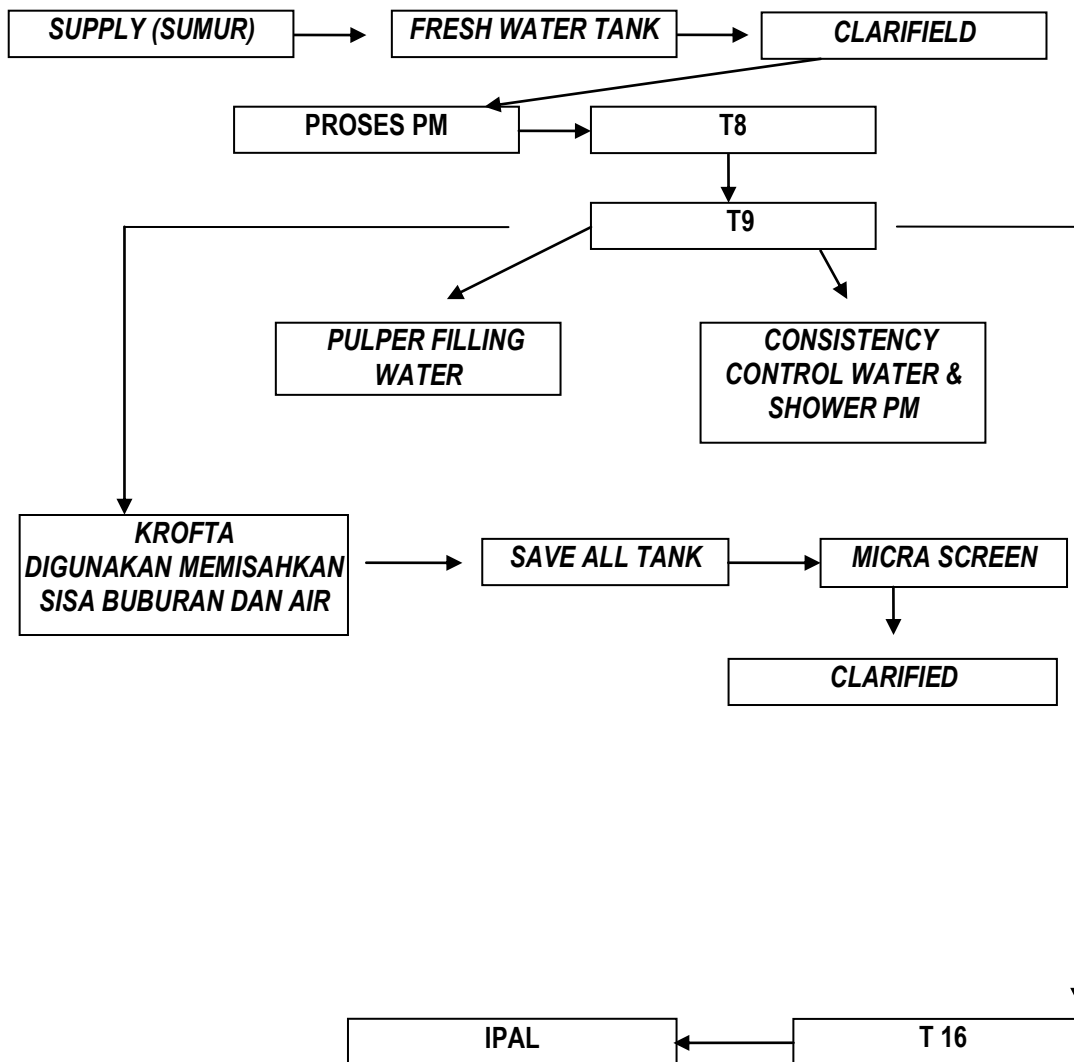 SUPPLY (SUMUR)
FRESH WATER TANK
CLARIFIELD
PROSES PM
T8
T9
PULPER FILLING
WATER
CONSISTENCY
CONTROL WATER &
SHOWER PM
KROFTA
DIGUNAKAN MEMISAHKAN
SISA BUBURAN DAN AIR
SAVE ALL TANK
MICRA SCREEN
CLARIFIED
IPAL
T 16